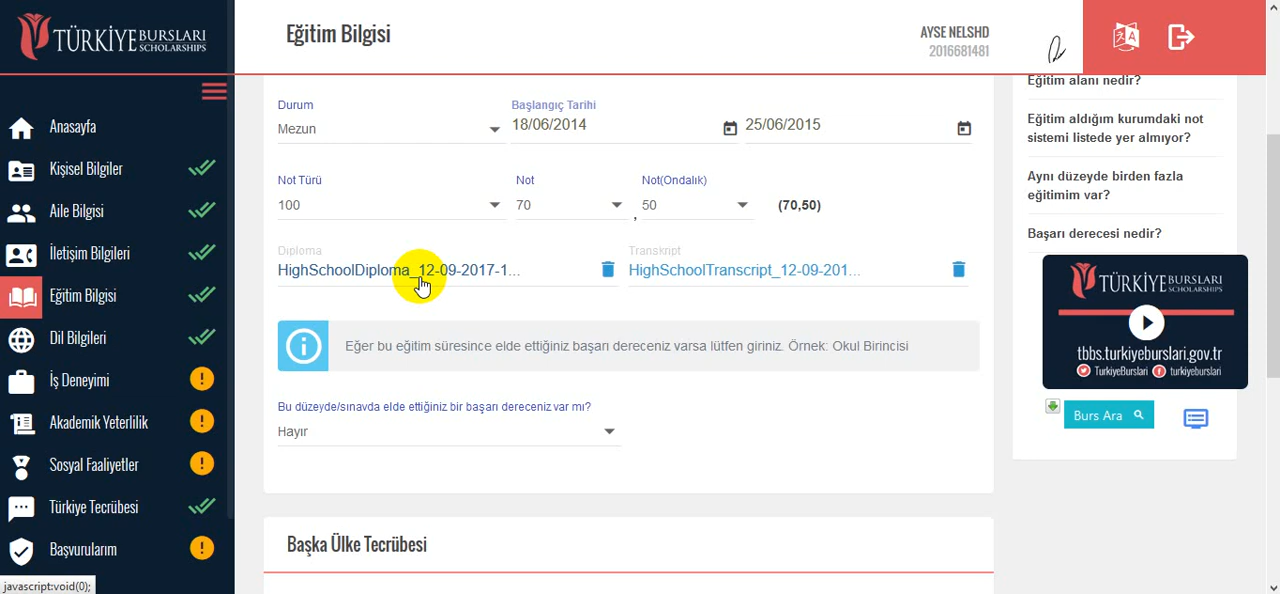 TÜRKİYE BURSLARI
SCHOLARSHIPS
Eğitim Bilgisi
AYSE NELSHD
2016681481
Anasayfa
Kişisel Bilgiler
Aile Bilgisi
İletişim Bilgileri
Eğitim Bilgisi
Dil Bilgileri
İş Deneyimi
Akademik Yeterlilik
Sosyal Faaliyetler
Türkiye Tecrübesi
Başvurularım
javascript:void(0);
Durum
Başlangıç Tarihi
Mezun
18/06/2014
25/06/2015
Not Türü
Not
Not(Ondalık)
100
70
,
50
(70,50)
Diploma
Transkript
HighSchoolDiploma_12-09-2017-1...
HighSchoolTranscript_12-09-201...
Eğer bu eğitim süresince elde ettiğiniz başarı dereceniz varsa lütfen giriniz. Örnek: Okul Birincisi
Bu düzeyde/sınavda elde ettiğiniz bir başarı dereceniz var mı?
Hayır
Başka Ülke Tecrübesi
Eğitim alanı nedir?
Eğitim aldığım kurumdaki not
sistemi listede yer almıyor?
Aynı düzeyde birden fazla
eğitimim var?
Başarı derecesi nedir?
TÜRKİYE BURSLARI
SCHOLARSHIPS
tbbs.turkiyeburslari.gov.tr
TurkiyeBurslari
turkiyeburslari
Burs Ara